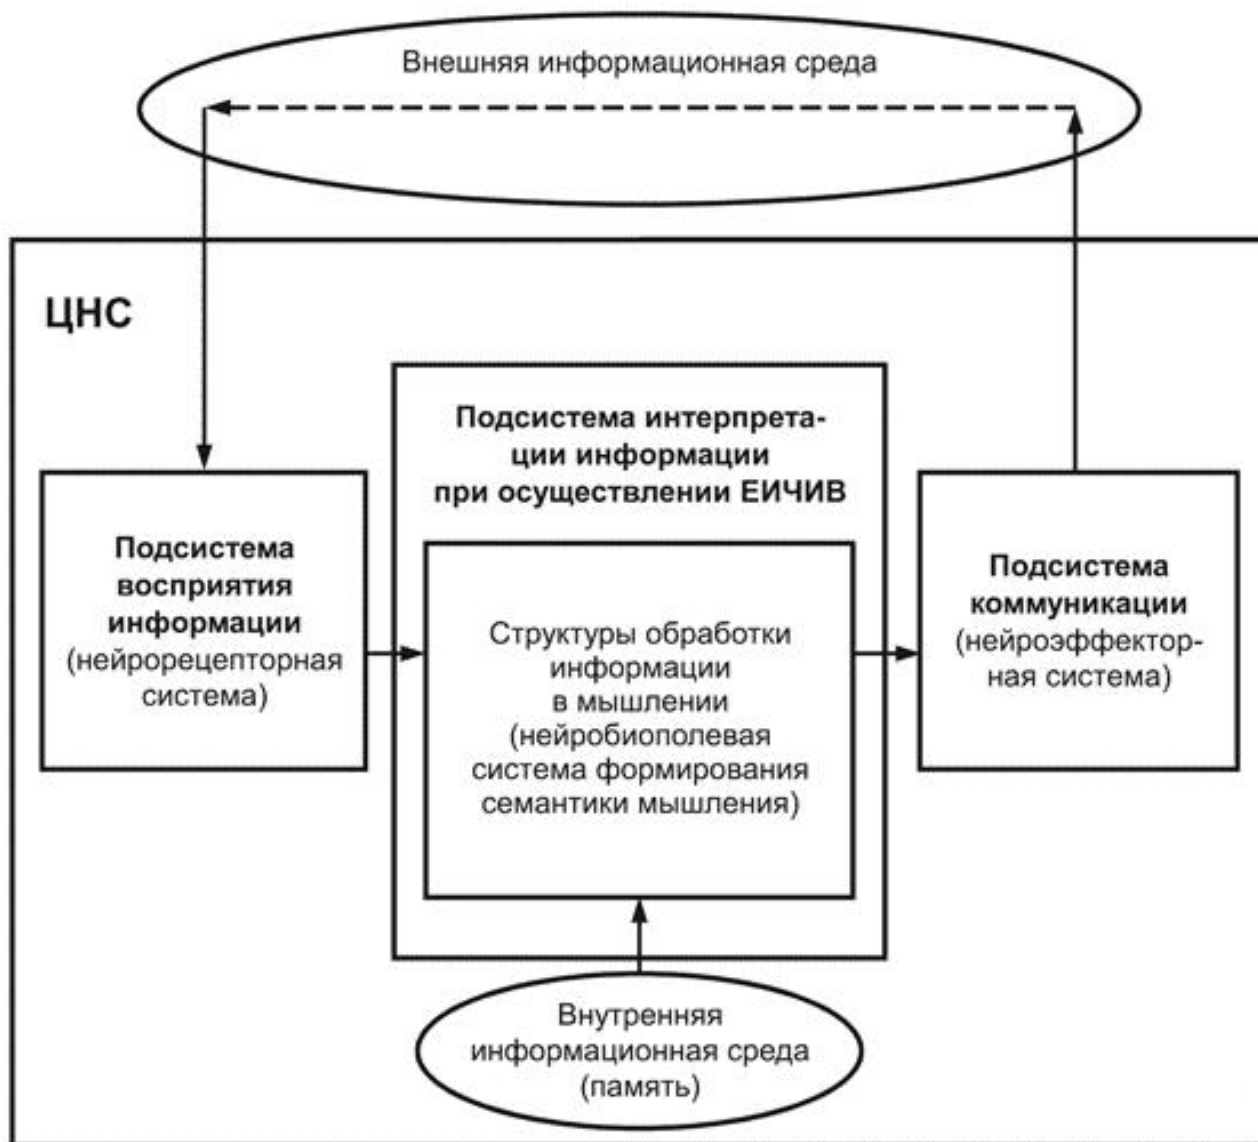 Внешняя информационная среда
ЦНС
Подсистема интерпрета-
ции информации
при осуществлении ЕИЧИВ
Подсистема
восприятия
информации
(нейрорецепторная
система)
Структуры обработки
информации
в мышлении
(нейробиополевая
система формирования
семантики мышления)
Подсистема
коммуникации
(нейроэффектор-
ная система)
Внутренняя
информационная среда
(память)